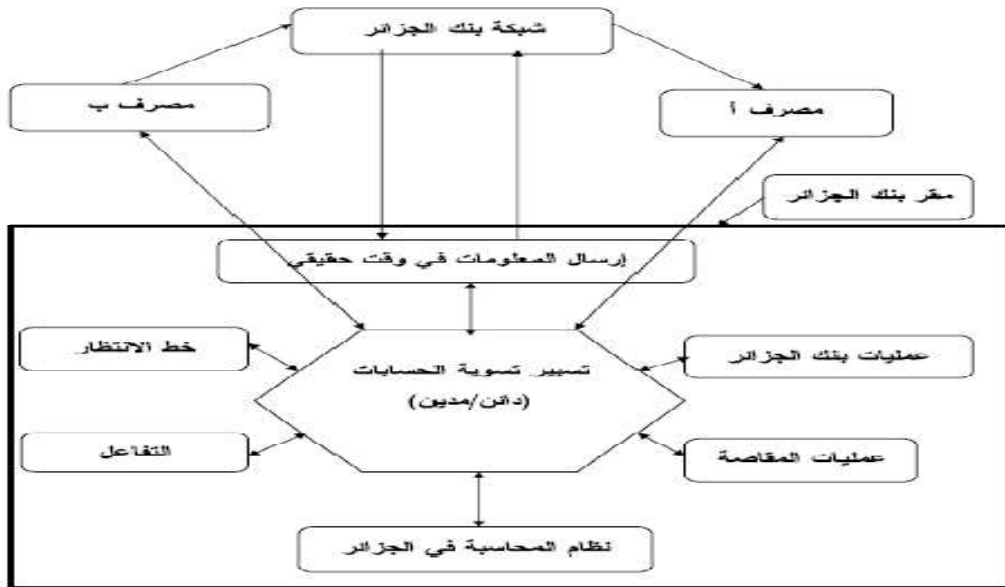 شبكة بنك الجزائر
مصرف أ
مصرف ب
مقر بنك الجزائر
إرسال المعلومات في وقت حقيقي
عمليات بنك الجزائر
تسيير تسوية الحسابات
(دائن/مدين)
خط الانتظار
عمليات المقاصة
التفاعل
نظام المحاسبة في الجزائر